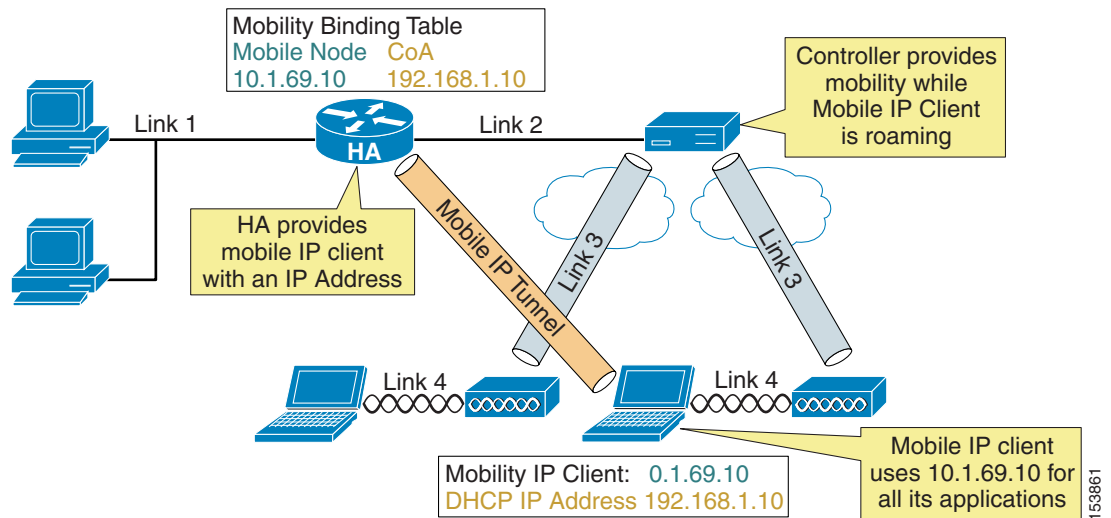 Mobility Binding Table
Mobile Node CoA
10.1.69.10 192.168.1.10
Controller provides
mobility while
Mobile IP Client
is roaming
Link 1
Link 2
HA
HA provides
mobile IP client
with an IP Address
Mobile IP Tunnel
Link 3
Link 3
Link 4
Link 4
Mobility IP Client: 0.1.69.10
DHCP IP Address 192.168.1.10
Mobile IP client
uses 10.1.69.10 for
all its applications
153861